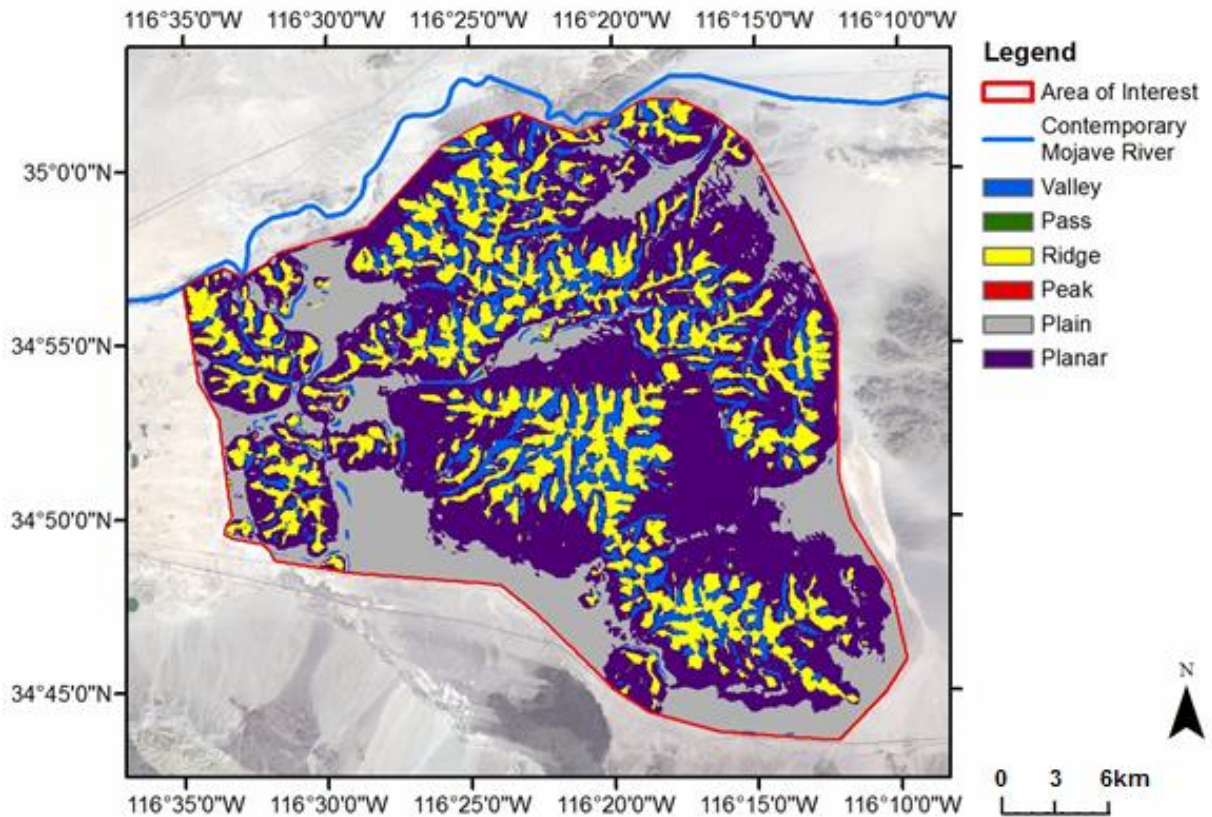 116°35'0"W 116°30'0"W 116°25'0"W 116°20'0"W 116°15'0"W 116°10'0"W
35°0'0"N
34°55'0"N
34°50'0"N
34°45'0"N
116°35'0"W 116°30'0"W 116°25'0"W 116°20'0"W 116°15'0"W 116°10'0"W
Legend
Area of Interest
Contemporary
Mojave River
Valley
Pass
Ridge
Peak
Plain
Planar
N
0 3 6km